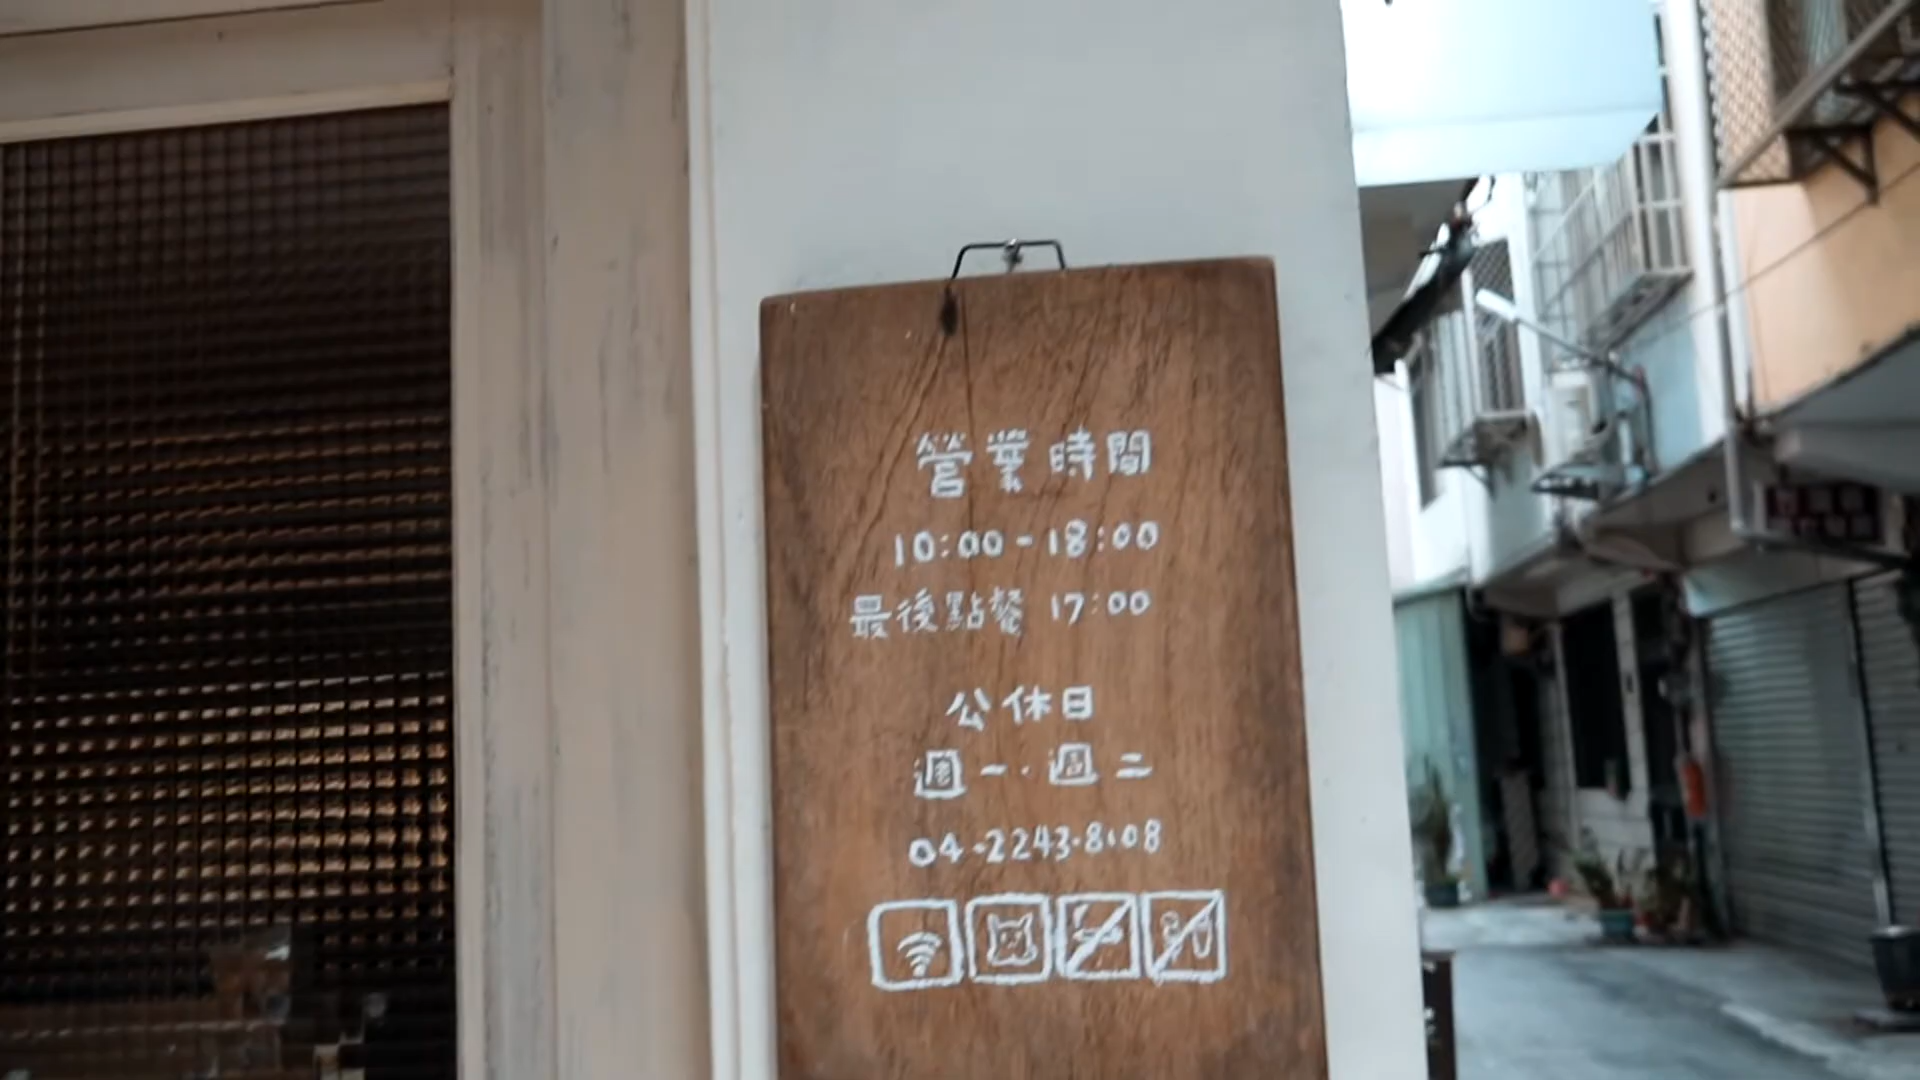 營業時間
10:00-18:00
最後點餐 17:00
公休日
週一·週二
04-2243-8108